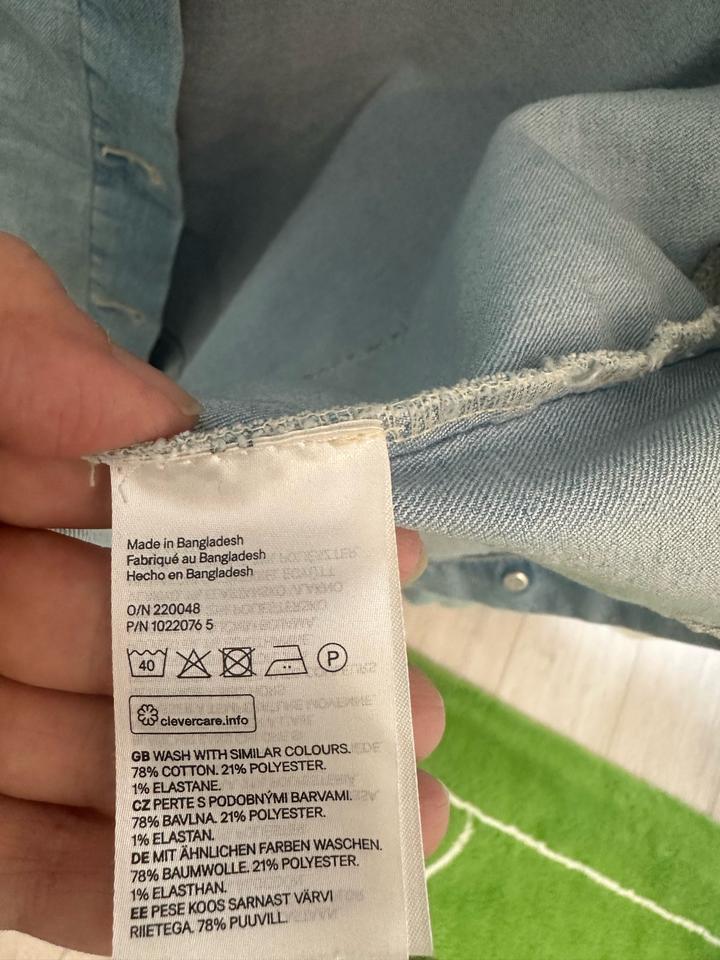 Made in Bangladesh
Fabriqué au Bangladesh
Hecho en Bangladesh
O/N 220048
P/N 1022076 5
40
P
clevercare.info
GB WASH WITH SIMILAR COLOURS.
78% COTTON. 21% POLYESTER.
1% ELASTANE.
CZ PERTE S PODOBNÝMI BARVAMI.
78% BAVLNA. 21% POLYESTER.
1% ELASTAN.
DE MIT ÄHNLICHEN FARBEN WASCHEN.
78% BAUMWOLLE. 21% POLYESTER.
1% ELASTHAN.
EE PESE KOOS SARNAST VÄRVI
RIIETEGA. 78% PUUVILL.